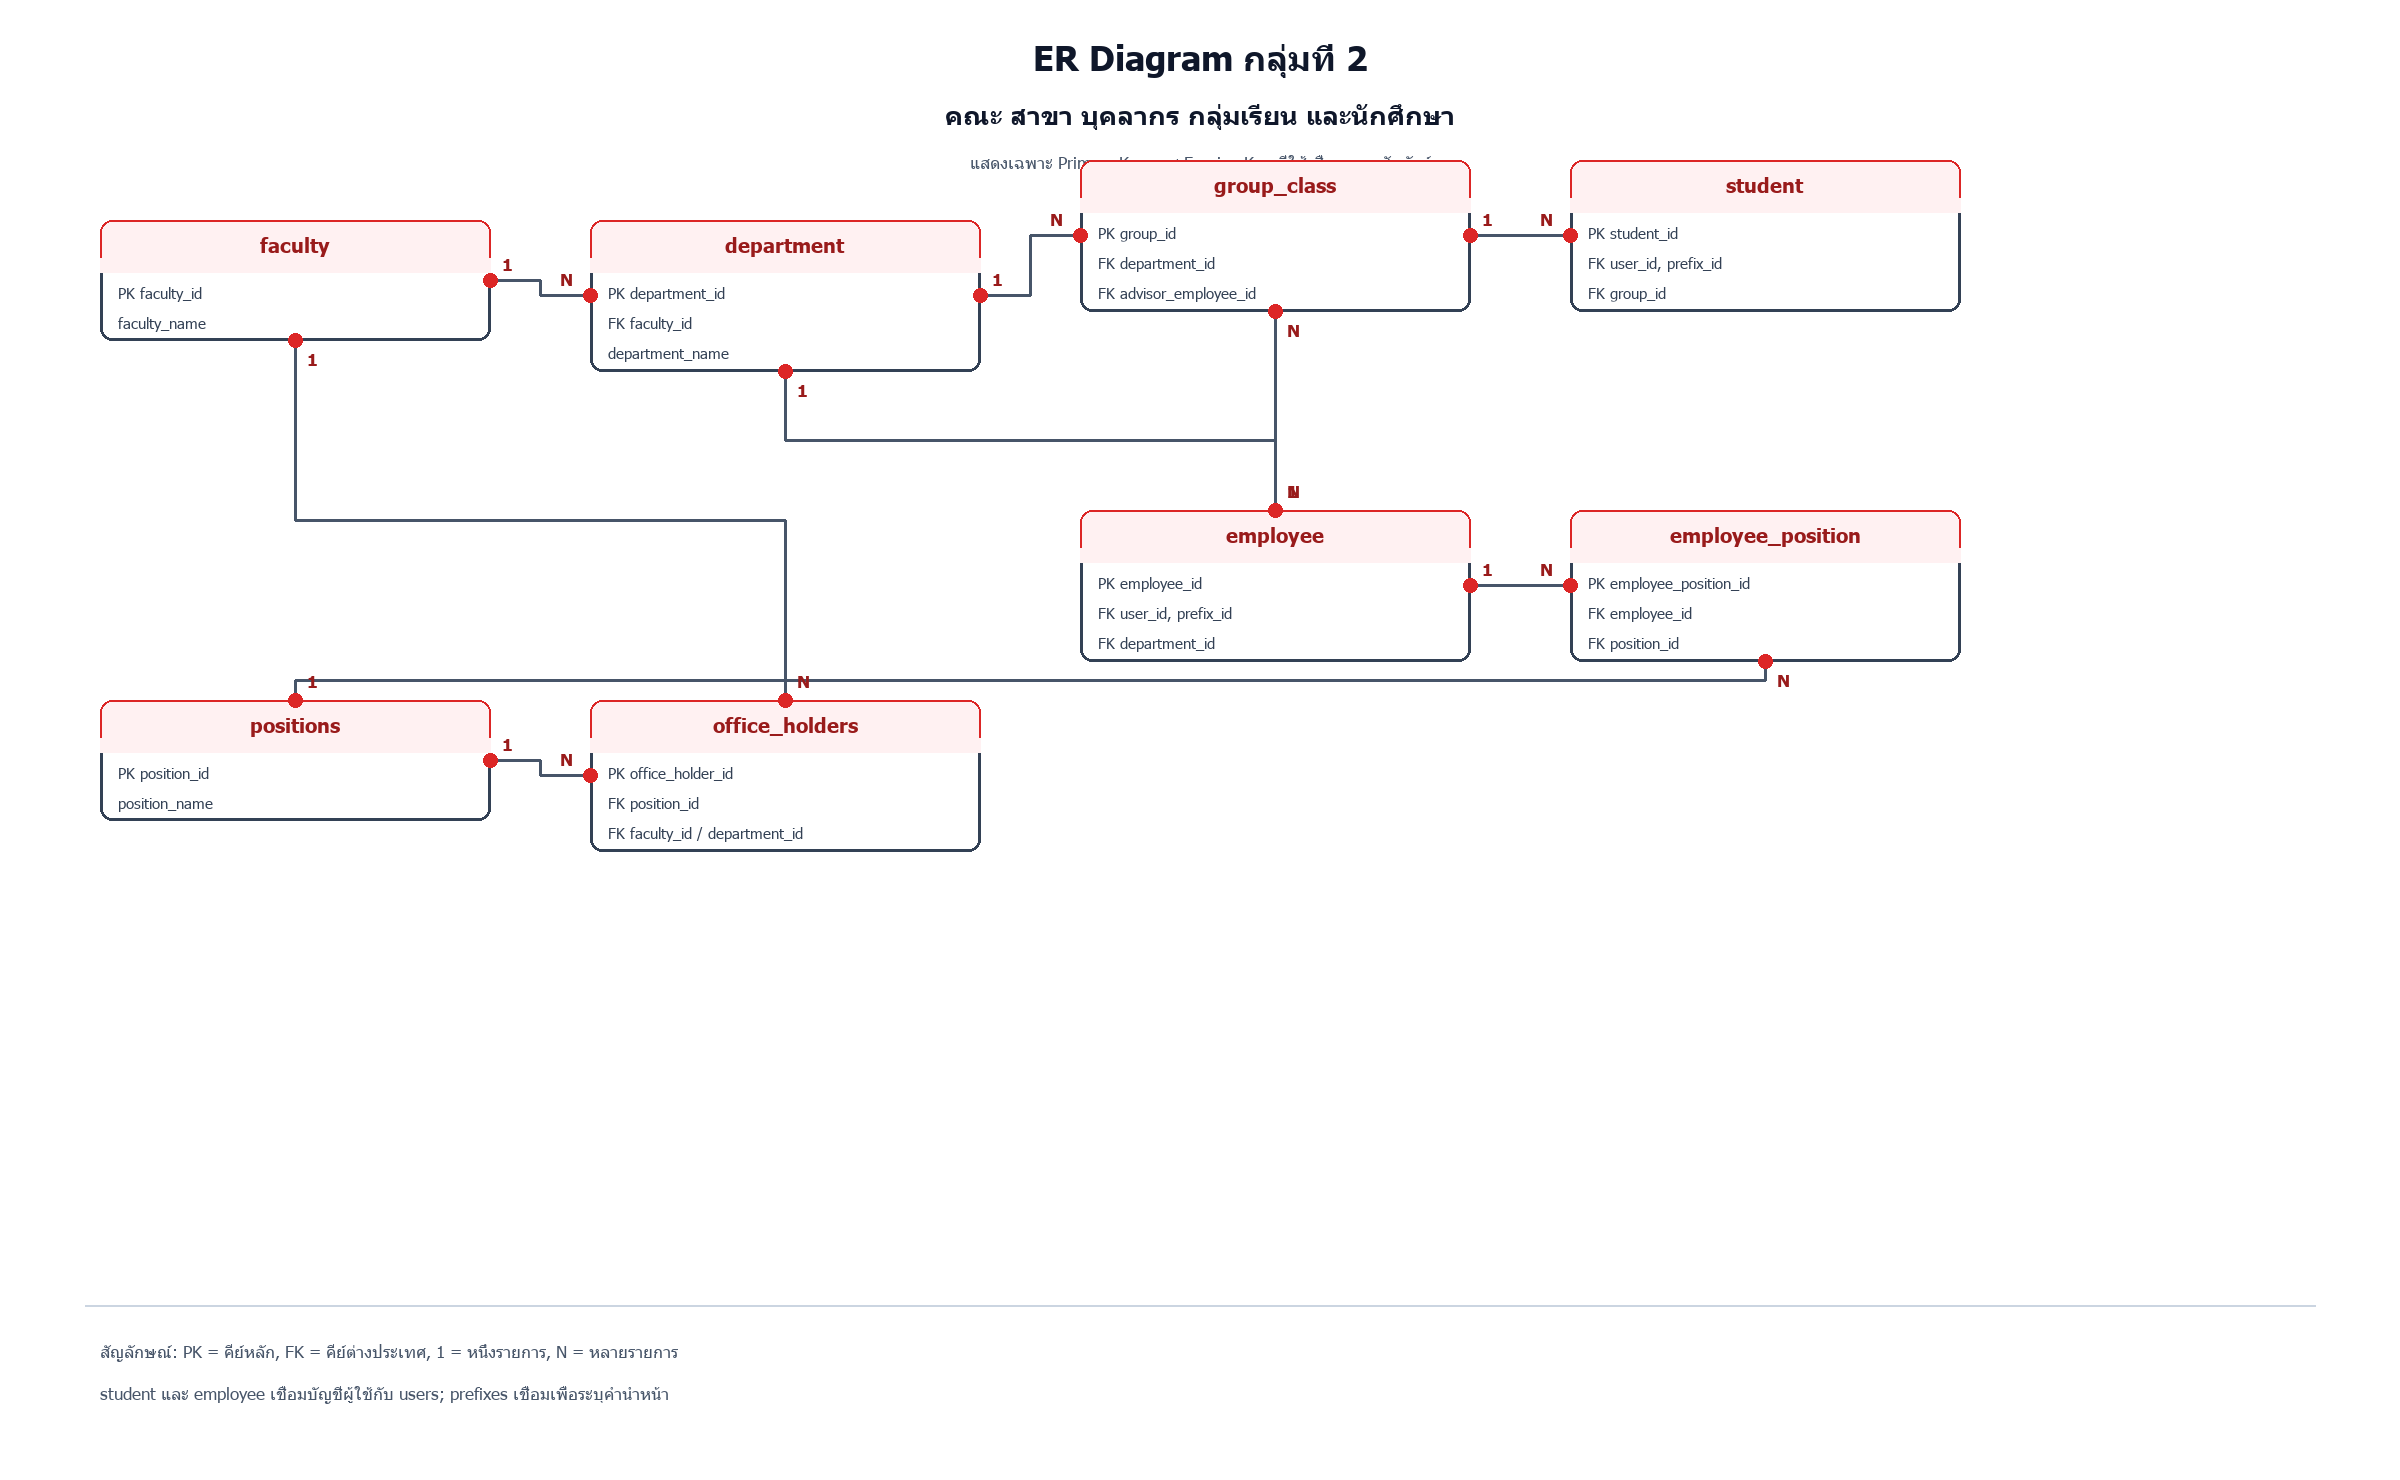 ER Diagram กลุ่มที 2
คณะ สาขา บุคลากร กลุ่มเรียน และนักศึกษา
แสดงเฉพาะ
group_class
PK group_id
FK department_id
FK advisor_employee_id
student
PK student_id
FK user_id, prefix_id
FK group_id
faculty
PK faculty_id
faculty_name
department
PK department_id
FK faculty_id
department_name
1
N
1
N
1
N
1
1
N
employee
PK employee_id
FK user_id, prefix_id
FK department_id
1
N
employee_position
PK employee_position_id
FK employee_id
FK position_id
1
N
N
positions
PK position_id
position_name
1
N
office_holders
PK office_holder_id
FK position_id
FK faculty_id / department_id
สัญลักษณ์: PK = คีย์หลัก, FK = คีย์ต่างประเทศ, 1 = หนึงรายการ, N = หลายรายการ
student และ employee เชือมบัญชีผู้ใช้กับ users; prefixes เชือมเพือระบุคำนำหน้า